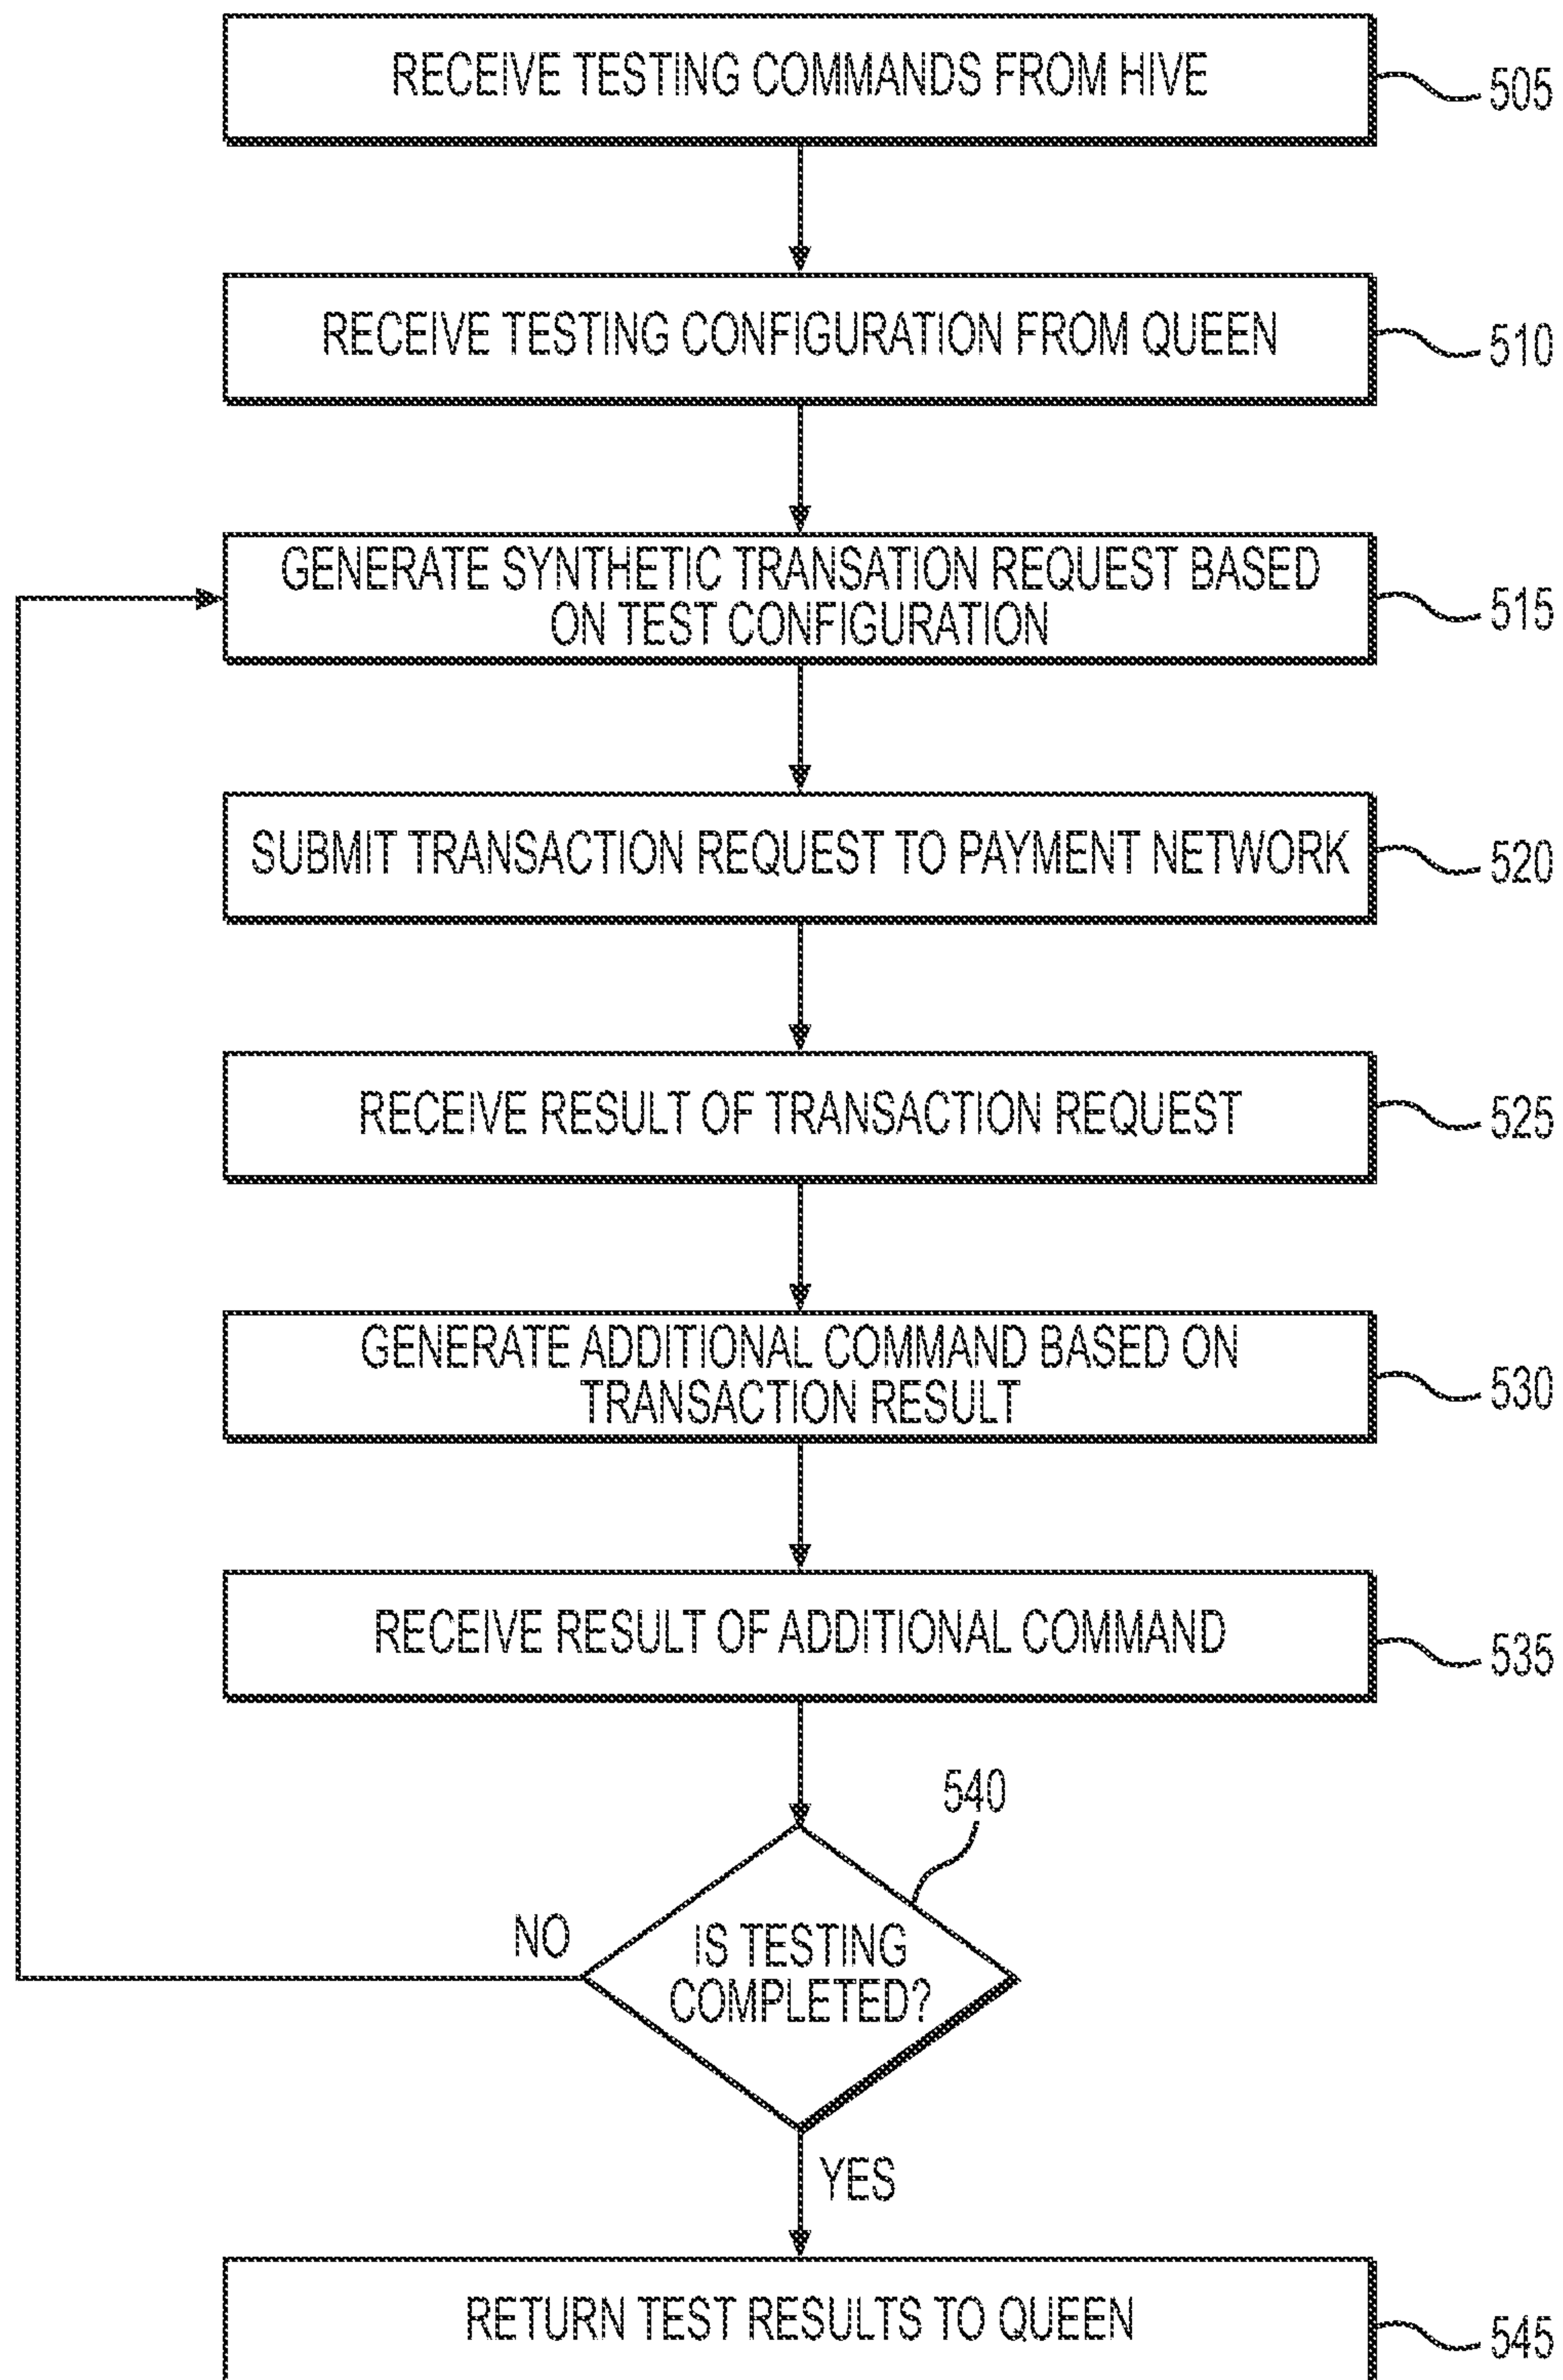 RECEIVE TESTING COMMANDS FROM HIVE
505
RECEIVE TESTING CONFIGURATION FROM QUEEN
510
GENERATE SYNTHETIC TRANSATION REQUEST BASED
ON TEST CONFIGURATION
515
SUBMIT TRANSACTION REQUEST TO PAYMENT NETWORK
520
RECEIVE RESULT OF TRANSACTION REQUEST
525
GENERATE ADDITIONAL COMMAND BASED ON
TRANSACTION RESULT
530
RECEIVE RESULT OF ADDITIONAL COMMAND
535
540
NO
IS TESTING
COMPLETED?
YES
RETURN TEST RESULTS TO QUEEN
545